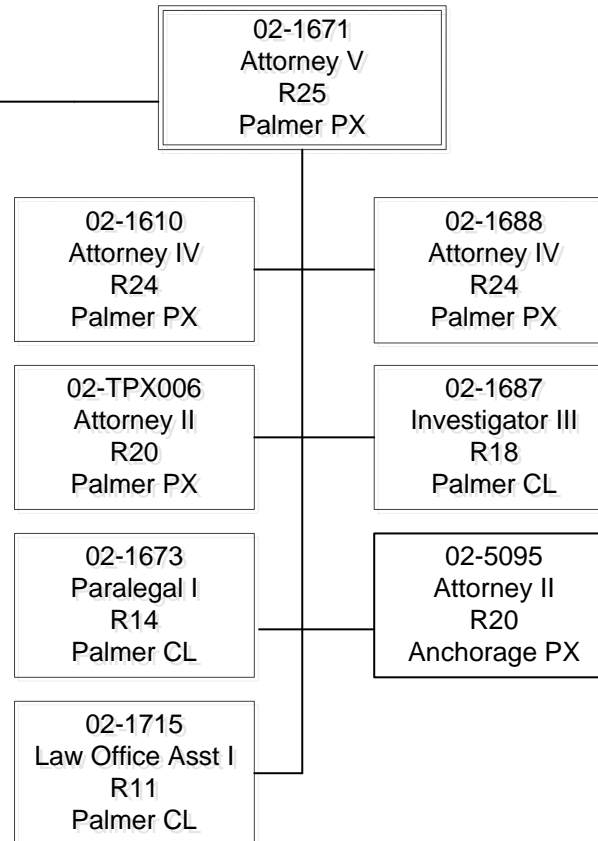 02-1671
Attorney V
R25
Palmer PX
02-1610
Attorney IV
R24
Palmer PX
02-1688
Attorney IV
R24
Palmer PX
02-TPX006
Attorney II
R20
Palmer PX
02-1687
Investigator III
R18
Palmer CL
02-1673
Paralegal I
R14
Palmer CL
02-5095
Attorney II
R20
Anchorage PX
02-1715
Law Office Asst I
R11
Palmer CL